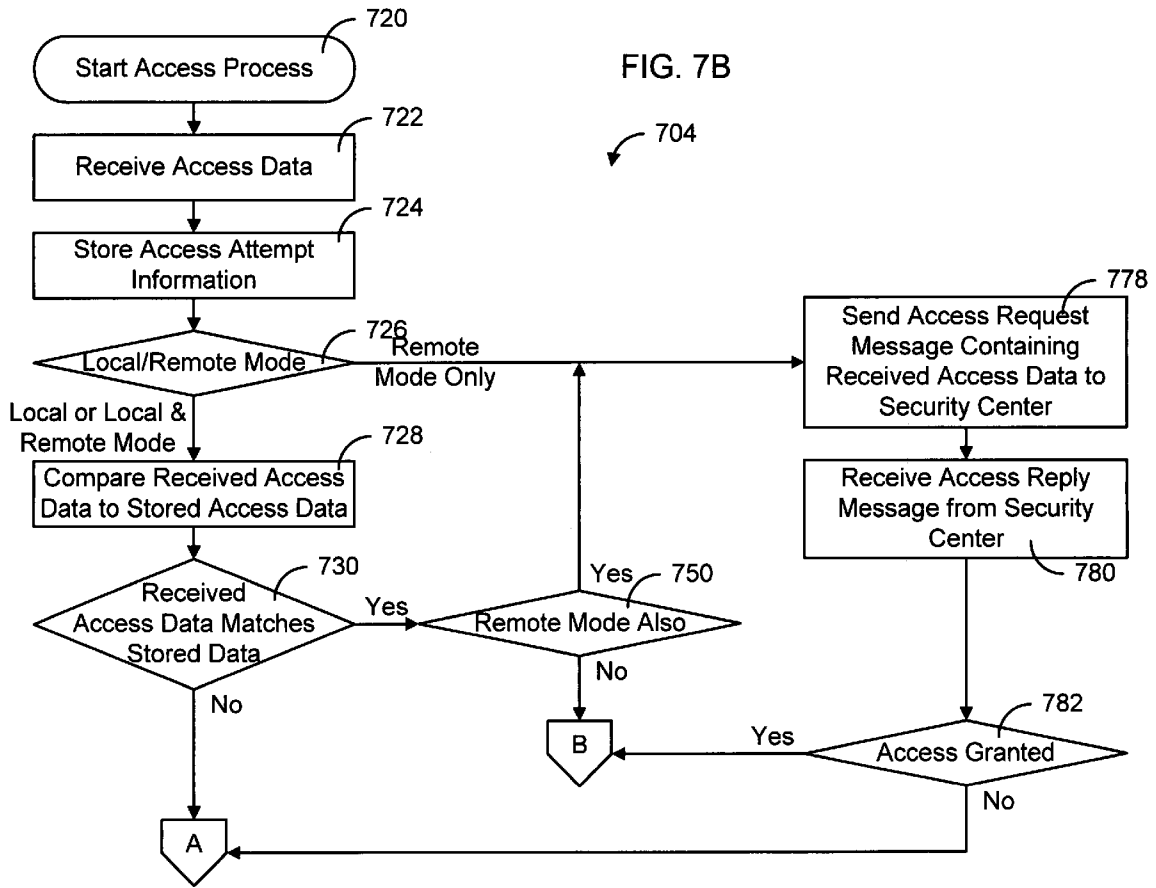 720
Start Access Process
FIG. 7B
722
704
Receive Access Data
724
Store Access Attempt
Information
778
726
Local/Remote Mode
Remote
Mode Only
Send Access Request
Message Containing
Received Access Data to
Security Center
Local or Local &
Remote Mode
728
Compare Received Access
Data to Stored Access Data
Receive Access Reply
Message from Security
Center
780
730
Received
Access Data Matches
Stored Data
Yes
Yes
750
Remote Mode Also
No
No
782
B
Yes
Access Granted
No
A